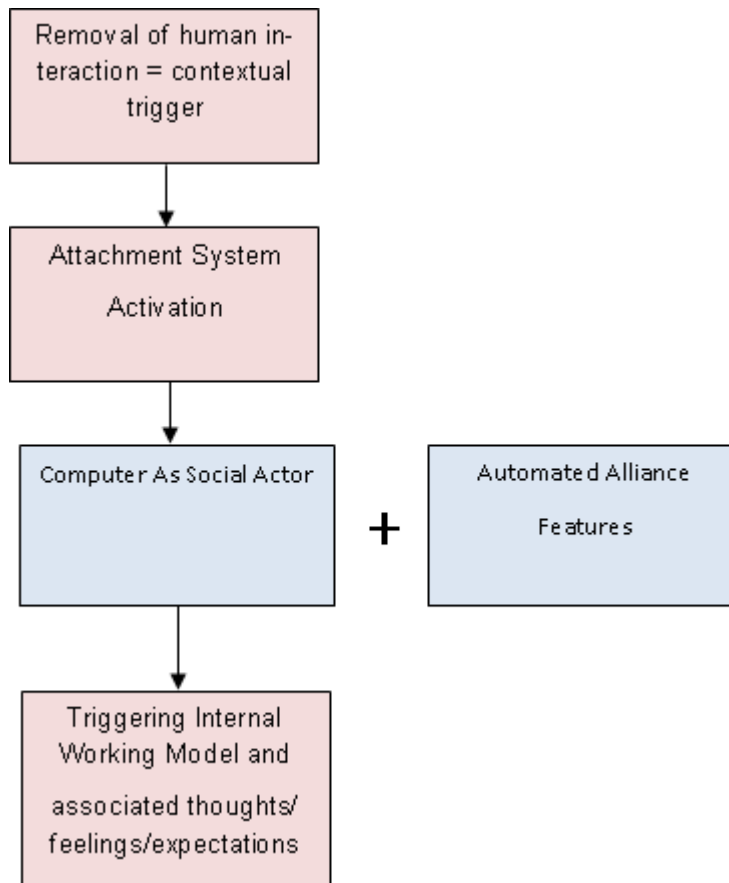 Removal of human in-
teraction = contextual
trigger
Attachment System
Activation
Computer As Social Actor
+
Automated Alliance
Features
Triggering Internal
Working Model and
associated thoughts/
feelings/expectations